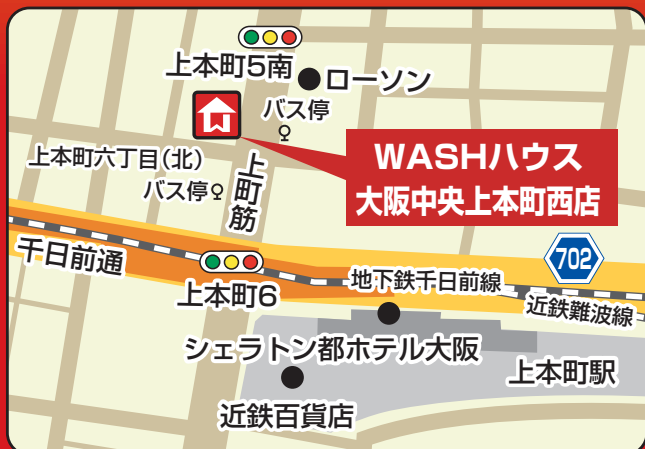 上本町5南
ローソン
バス停
上本町六丁目(北)
バス停
上町筋
WASHハウス
大阪中央上本町西店
千日前通
上本町6
702
地下鉄千日前線
近鉄難波線
シェラトン都ホテル大阪
上本町駅
近鉄百貨店